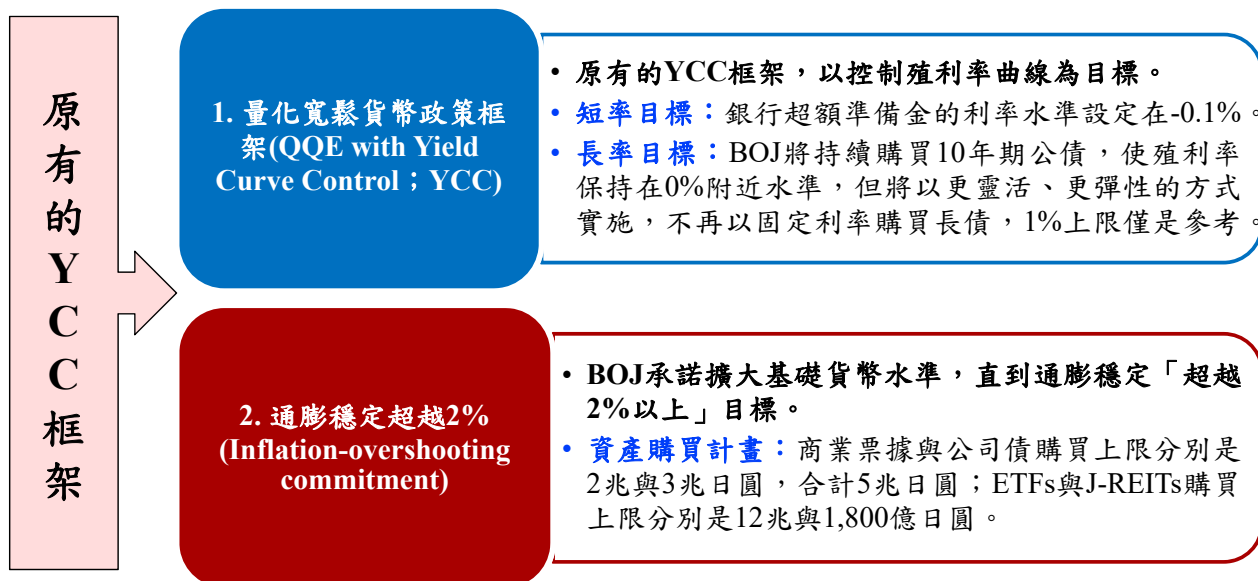 原有的YCC框架
1. 量化寬鬆貨幣政策框
架(QQE with Yield
Curve Control；YCC)
• 原有的YCC框架，以控制殖利率曲線為目標。
• 短率目標：銀行超額準備金的利率水準設定在-0.1%。
• 長率目標：BOJ將持續購買10年期公債，使殖利率
保持在0%附近水準，但將以更靈活、更彈性的方式
實施，不再以固定利率購買長債，1%上限僅是參考。
2. 通膨穩定超越2%
(Inflation-overshooting
commitment)
• BOJ承諾擴大基礎貨幣水準，直到通膨穩定「超越
2%以上」目標。
• 資產購買計畫：商業票據與公司債購買上限分別是
2兆與3兆日圓，合計5兆日圓；ETFs與J-REITs購買
上限分別是12兆與1,800億日圓。